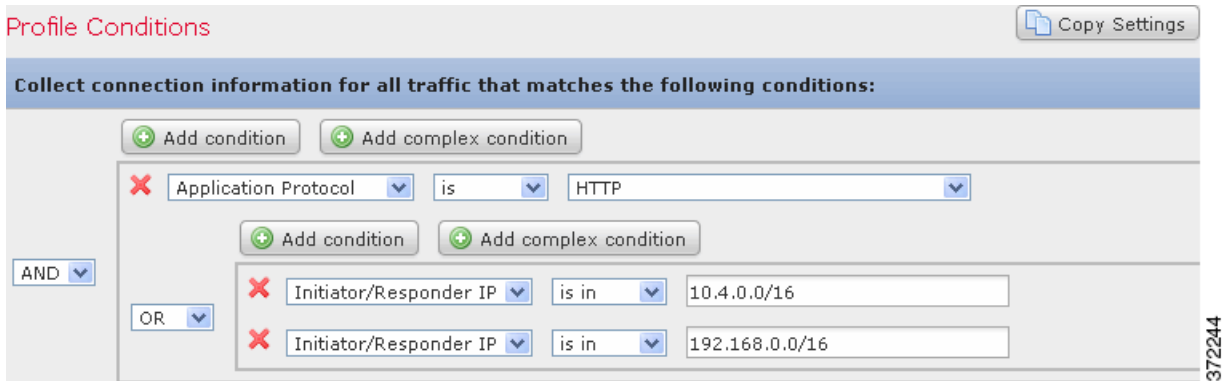 Profile Conditions
Copy Settings
Collect connection information for all traffic that matches the following conditions:
Add condition
Add complex condition
Application Protocol is HTTP
Add condition
Add complex condition
AND
Initiator/Responder IP is in 10.4.0.0/16
OR
Initiator/Responder IP is in 192.168.0.0/16
372244